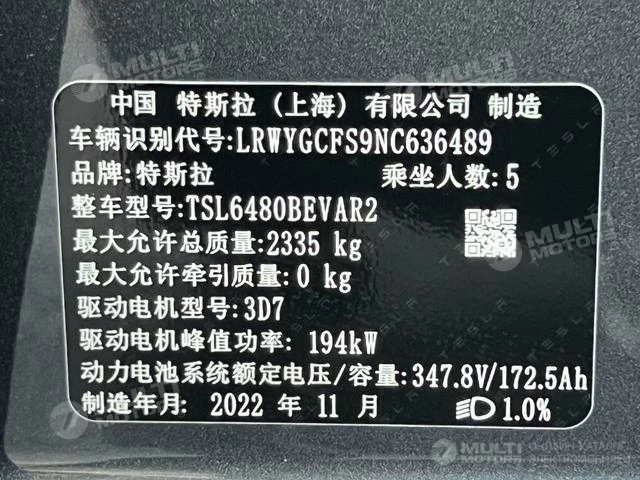 中国 特斯拉 (上海) 有限公司 制造
车辆识别代号:LRWYGCFS9NC636489
品牌:特斯拉 乘坐人数:5
整车型号:TSL6480BEVAR2
最大允许总质量:2335 kg
最大允许牵引质量:0 kg
驱动电机型号:3D7
驱动电机峰值功率: 194kW
动力电池系统额定电压/容量:347.8V/172.5Ah
制造年月: 2022 年 11 月 1.0%
MULTI MOTORS
ОНЛАЙН-КАТАЛОГ
ЭЛЕКТРОМОБИЛЕЙ